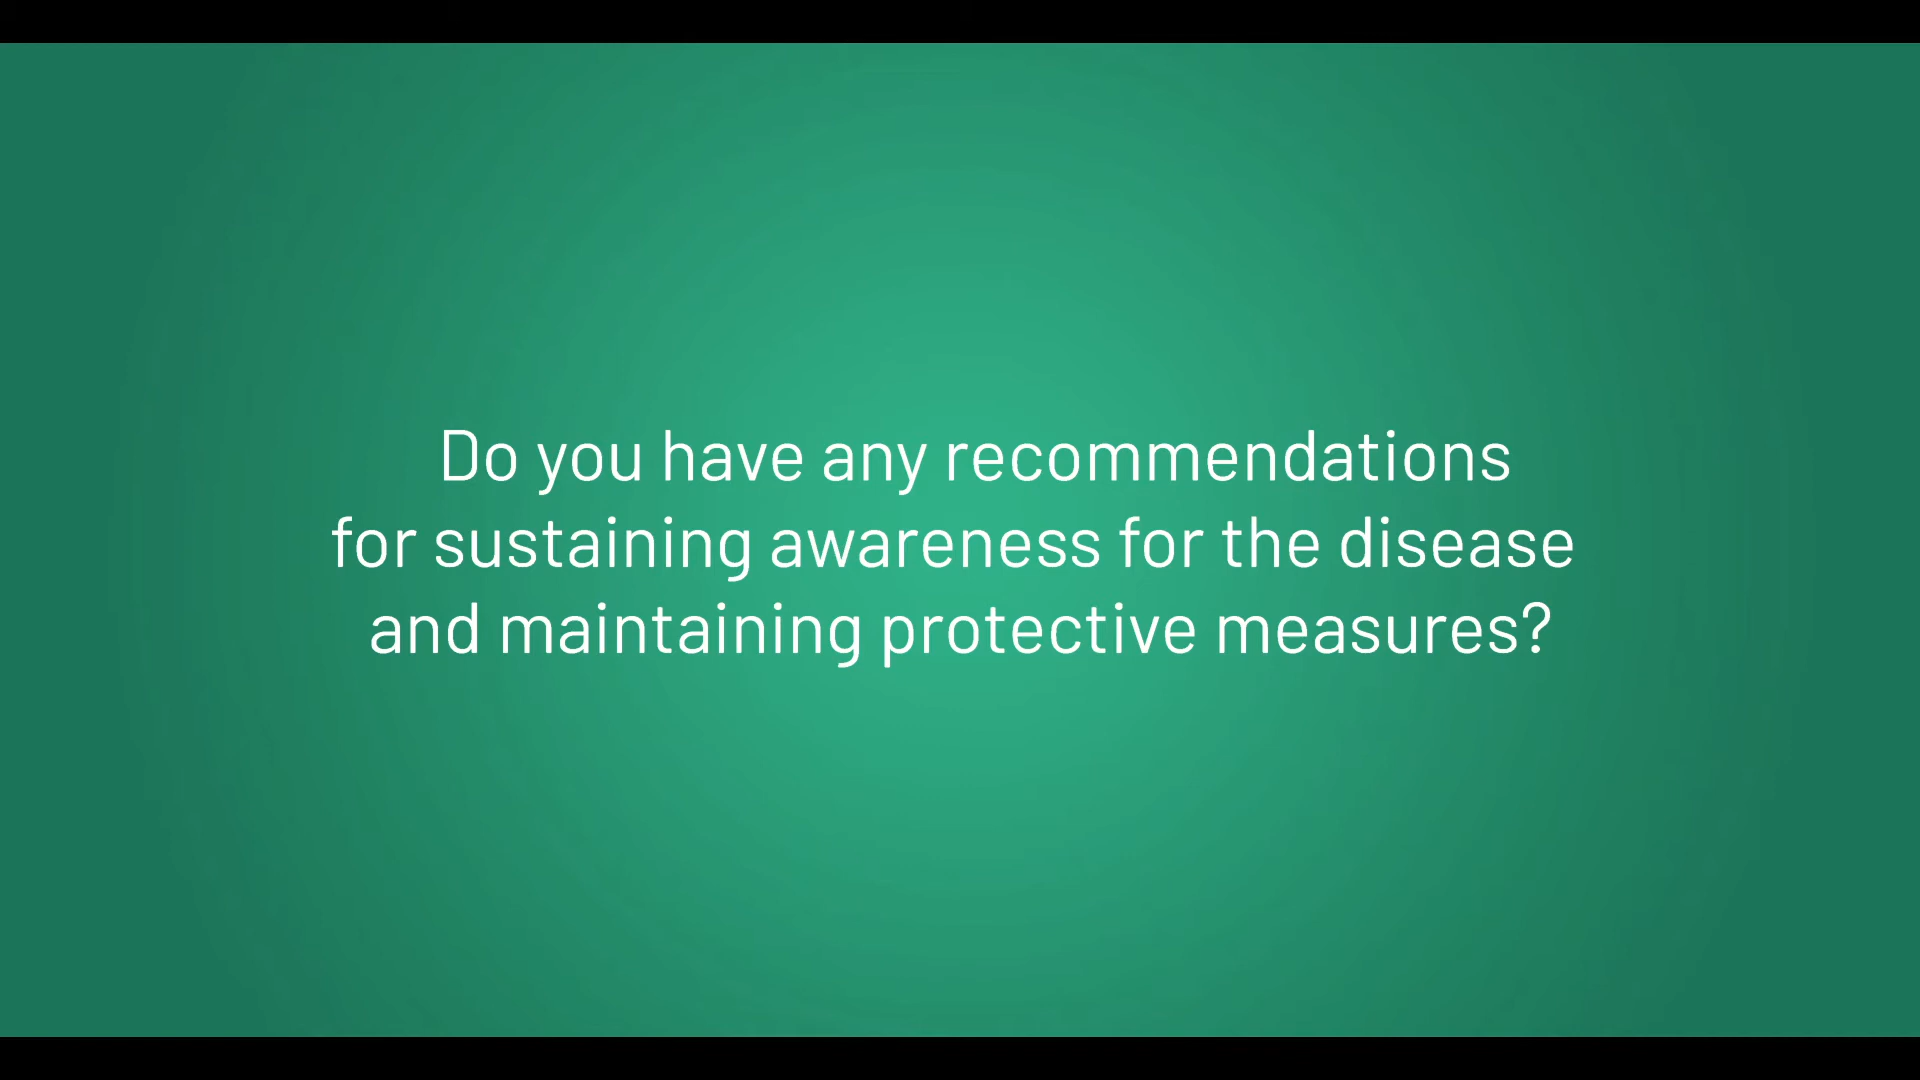 Do you have any recommendations
for sustaining awareness for the disease
and maintaining protective measures?